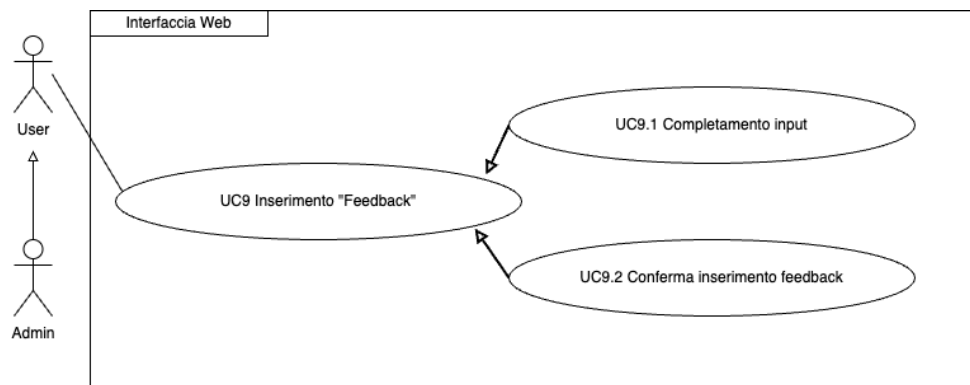 Interfaccia Web
User
UC9.1 Completamento input
UC9 Inserimento "Feedback"
UC9.2 Conferma inserimento feedback
Admin